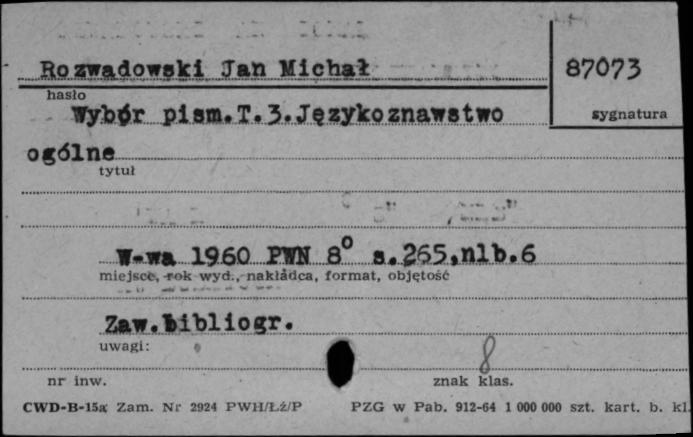 Rozwadowski Jan Michał
87073
hasło
Wybór pism.T.3.Językoznawstwo
sygnatura
ogólne
tytuł
W-wa 1960 PWN 8° s.265,nlb.6
miejsce, rok wyd., nakładca, format, objętość
Zaw.bibliogr.
uwagi:
8
nr inw.
znak klas.
CWD-B-15a Zam. Nr 2924 PWH/Łź/P
PZG w Pab. 912-64 1 000 000 szt. kart. b. kl.